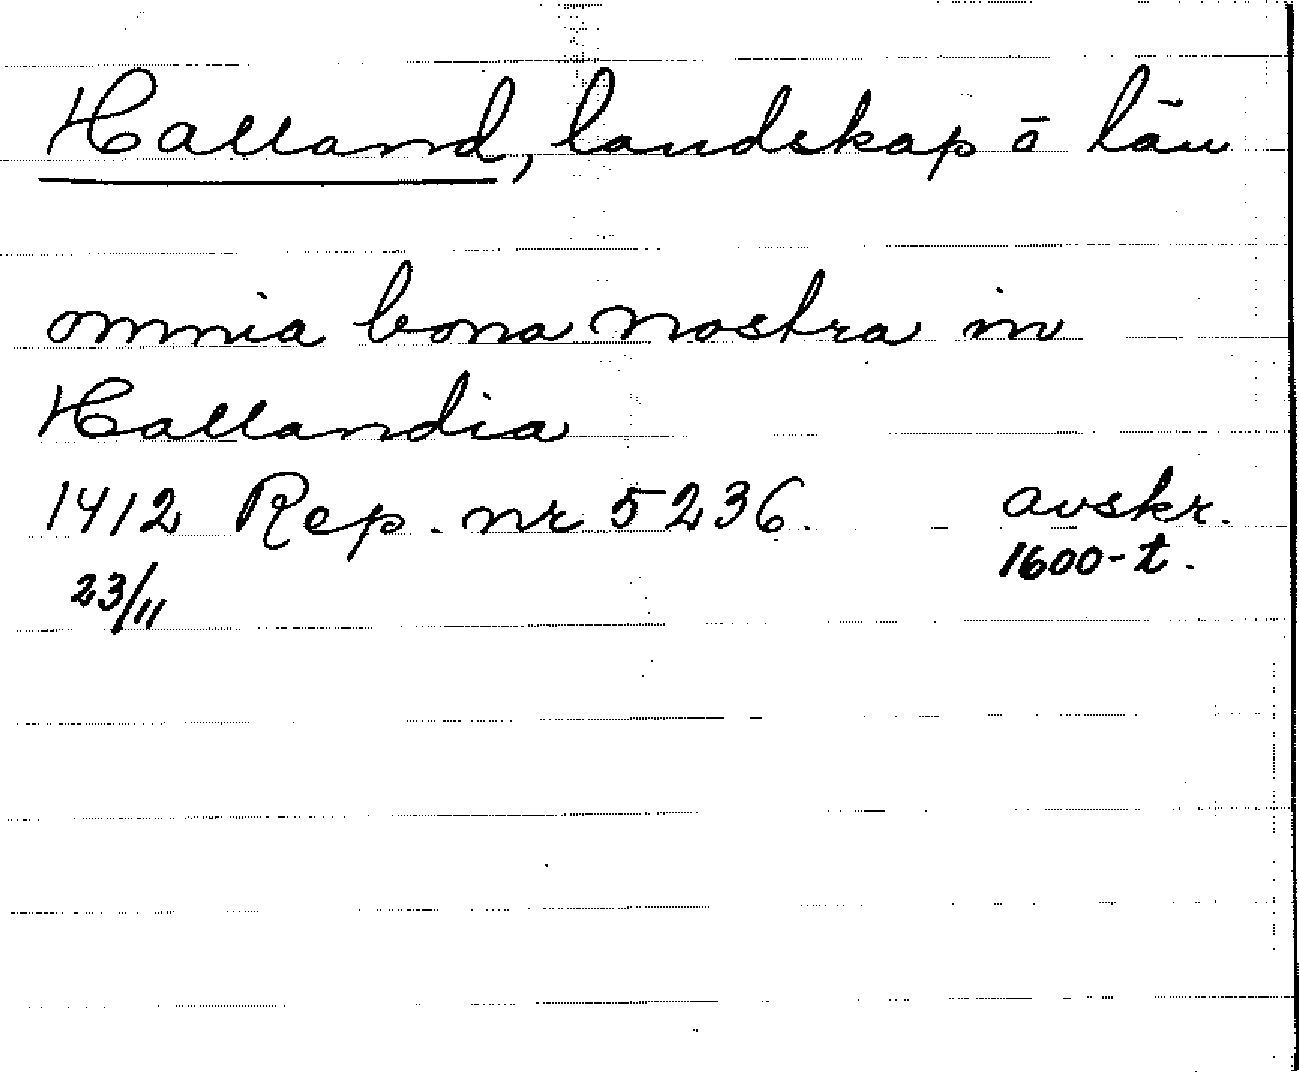 Halland, landskap ō län
omnia bona nostra in
Hallandia
1412 Rep. nr 5236. avskr.
23/11 1600-t.